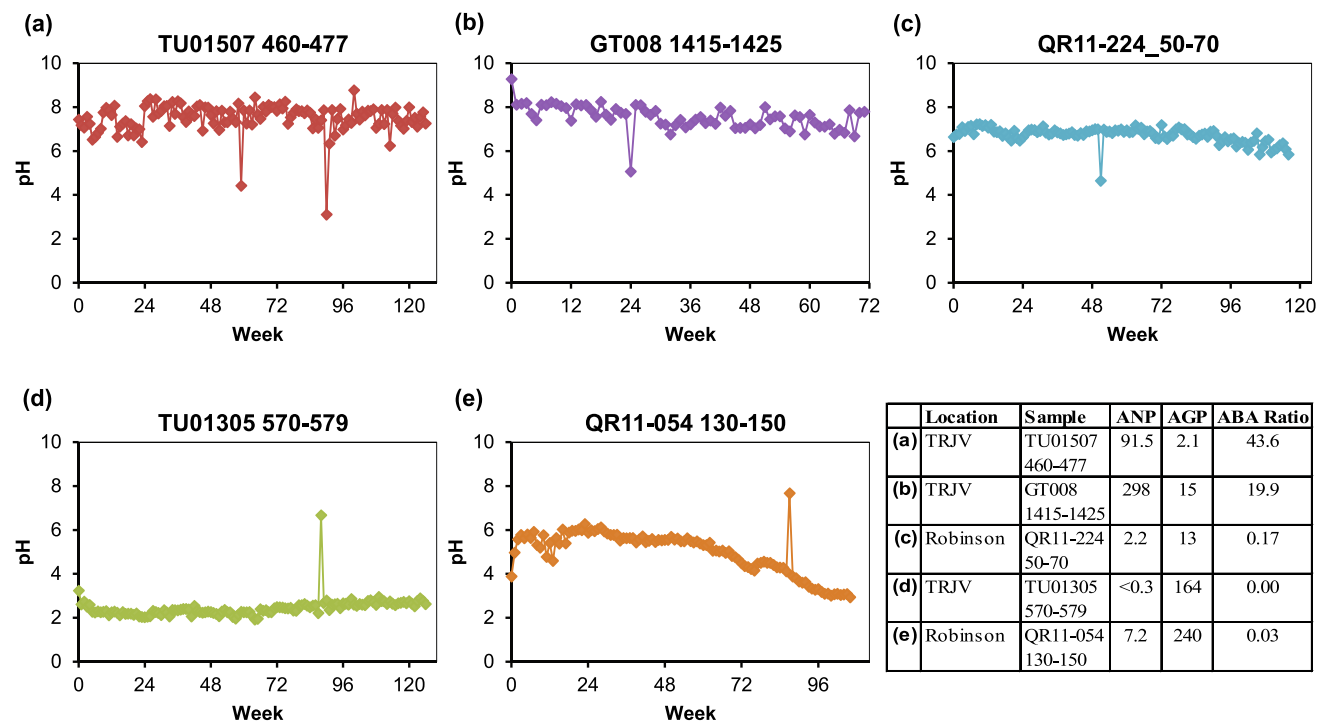 (a)
TU01507 460-477
10
8
6
4
2
0
pH
0 24 48 72 96 120
Week
(b)
GT008 1415-1425
10
8
6
4
2
0
pH
0 12 24 36 48 60 72
Week
(c)
QR11-224_50-70
10
8
6
4
2
0
pH
0 24 48 72 96 120
Week
(d)
TU01305 570-579
10
8
6
4
2
0
pH
0 24 48 72 96 120
Week
(e)
QR11-054 130-150
10
8
6
4
2
0
pH
0 24 48 72 96
Week
Location Sample ANP AGP ABA Ratio
(a) TRJV TU01507 91.5 2.1 43.6
460-477
(b) TRJV GT008 298 15 19.9
1415-1425
(c) Robinson QR11-224 2.2 13 0.17
50-70
(d) TRJV TU01305 <0.3 164 0.00
570-579
(e) Robinson QR11-054 7.2 240 0.03
130-150